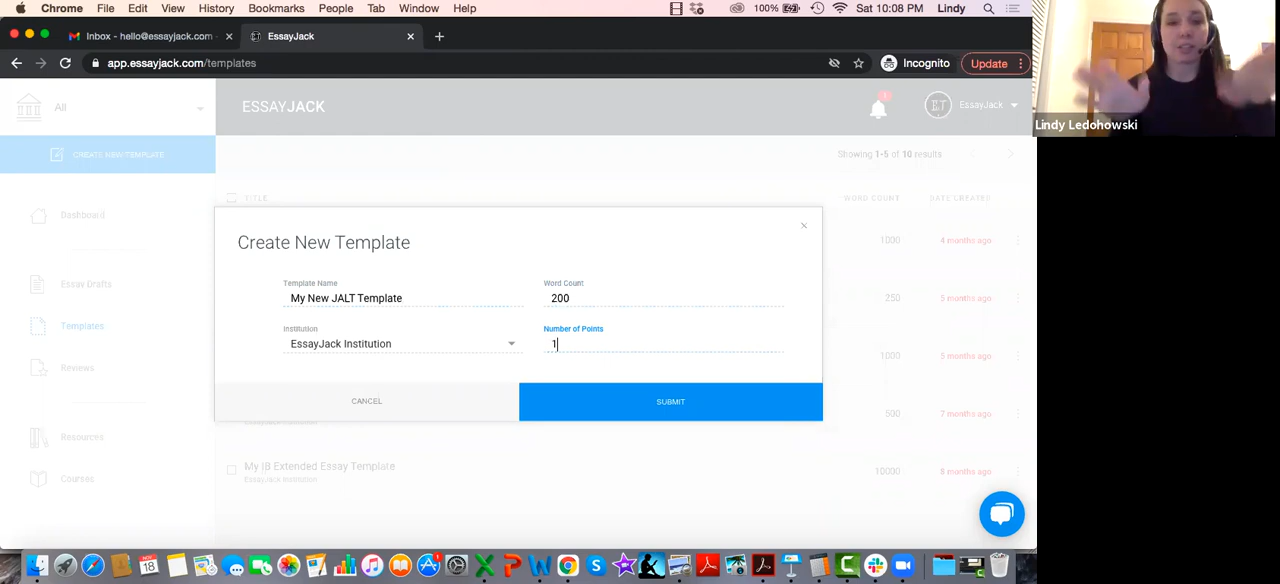 Chrome File Edit View History Bookmarks People Tab Window Help 100% Sat 10:08 PM Lindy
Inbox - hello@essayjack.com - EssayJack
app.essayjack.com/templates Incognito Update
All ESSAYJACK EssayJack
Lindy Ledohowski
CREATE NEW TEMPLATE Showing 1-5 of 10 results
TITLE WORD COUNT DATE CREATED
Dashboard
Create New Template
1000 4 months ago
Template Name Word Count
My New JALT Template 200
Essay Drafts
250 5 months ago
Institution Number of Points
EssayJack Institution 1
Templates
1000 5 months ago
Reviews
CANCEL SUBMIT
500 7 months ago
Resources
My IB Extended Essay Template 10000 8 months ago
EssayJack Institution
Courses
NOV
18